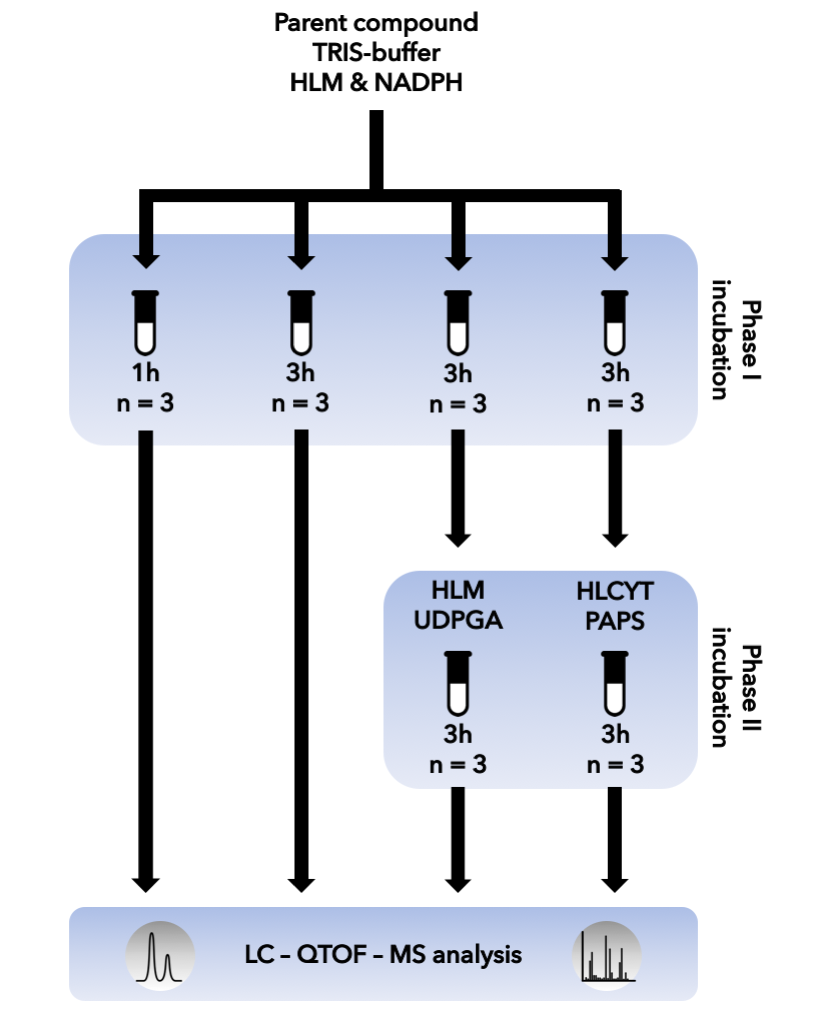 Parent compound
TRIS-buffer
HLM & NADPH
1h
n = 3
3h
n = 3
3h
n = 3
3h
n = 3
Phase I
incubation
HLM
UDPGA
3h
n = 3
HLCYT
PAPS
3h
n = 3
Phase II
incubation
LC – QTOF – MS analysis